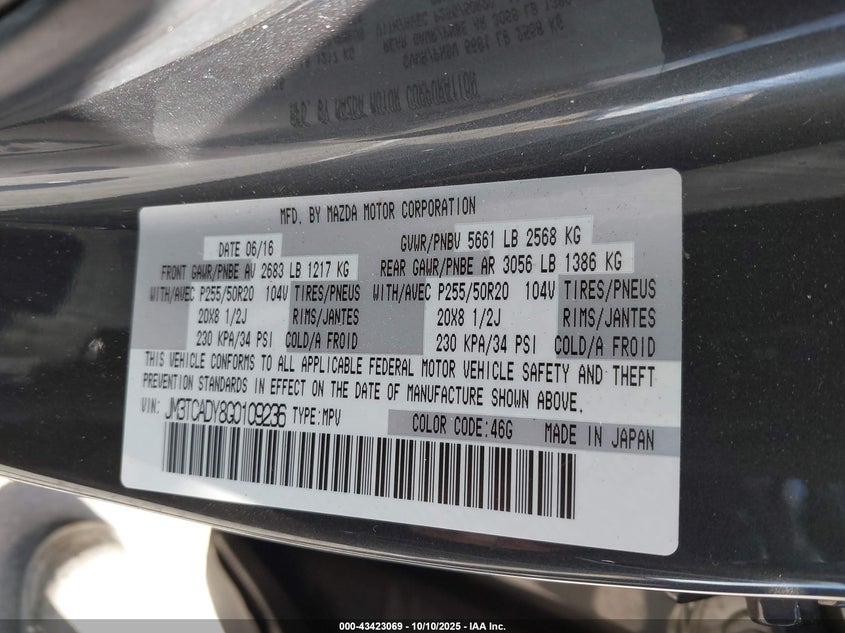 MFD. BY MAZDA MOTOR CORPORATION
DATE 06/16 GVWR/PNBV 5661 LB 2568 KG
FRONT GAWR/PNBE AV 2683 LB 1217 KG REAR GAWR/PNBE AR 3056 LB 1386 KG
WITH/AVEC P255/50R20 104V TIRES/PNEUS WITH/AVEC P255/50R20 104V TIRES/PNEUS
20X8 1/2J RIMS/JANTES 20X8 1/2J RIMS/JANTES
230 KPA/34 PSI COLD/A FROID 230 KPA/34 PSI COLD/A FROID
THIS VEHICLE CONFORMS TO ALL APPLICABLE FEDERAL MOTOR VEHICLE SAFETY AND THEFT
PREVENTION STANDARDS IN EFFECT ON THE DATE OF MANUFACTURE SHOWN ABOVE.
VIN: JM3TCADY8G0109236 TYPE:MPV COLOR CODE:46G MADE IN JAPAN
000-43423069 - 10/10/2025 - IAA Inc.